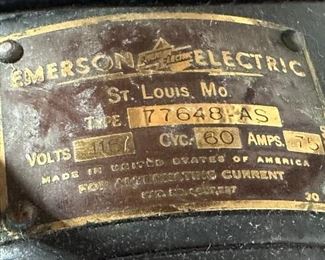 EMERSON ELECTRIC
ST. LOUIS, MO.
TYPE 77648-AS
VOLTS CYC. 60 AMPS. .75
MADE IN UNITED STATES OF AMERICA
FOR ALTERNATING CURRENT